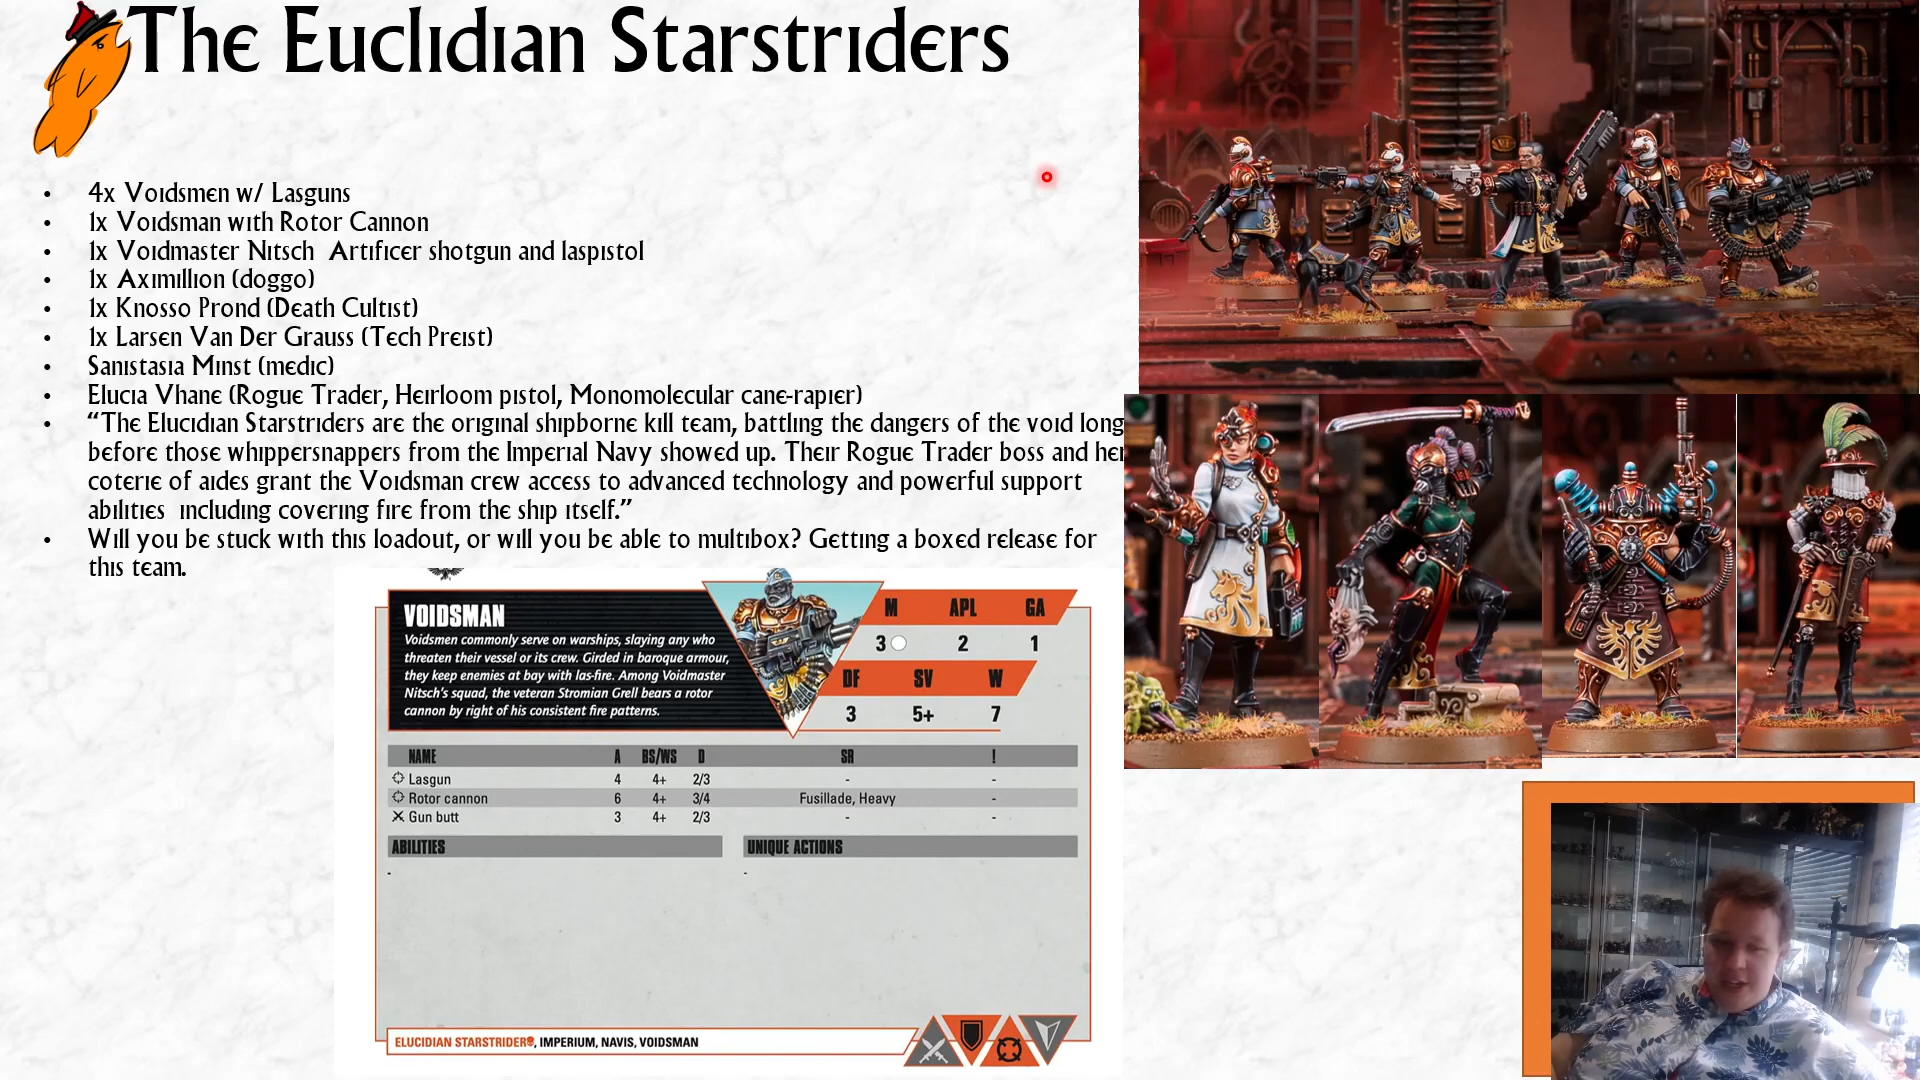 The Euclidian Starstriders
• 4x Voidsmen w/ Lasguns
• 1x Voidsman with Rotor Cannon
• 1x Voidmaster Nitsch  Artificer shotgun and laspistol
• 1x Aximillion (doggo)
• 1x Knosso Prond (Death Cultist)
• 1x Larsen Van Der Grauss (Tech Preist)
• Sanistasia Minst (medic)
• Elucia Vhane (Rogue Trader, Heirloom pistol, Monomolecular cane-rapier)
• “The Elucidian Starstriders are the original shipborne kill team, battling the dangers of the void long
before those whippersnappers from the Imperial Navy showed up. Their Rogue Trader boss and her
coterie of aides grant the Voidsman crew access to advanced technology and powerful support
abilities  including covering fire from the ship itself.”
• Will you be stuck with this loadout, or will you be able to multibox? Getting a boxed release for
this team.
VOIDSMAN
Voidsmen commonly serve on warships, slaying any who
threaten their vessel or its crew. Girded in baroque armour,
they keep enemies at bay with las-fire. Among Voidmaster
Nitsch's squad, the veteran Stromian Grell bears a rotor
cannon by right of his consistent fire patterns.
M APL GA
3 2 1
DF SV W
3 5+ 7
NAME A BS/WS D SR !
Lasgun 4 4+ 2/3 - -
Rotor cannon 6 4+ 3/4 Fusillade, Heavy -
Gun butt 3 4+ 2/3 - -
ABILITIES UNIQUE ACTIONS
- -
ELUCIDIAN STARSTRIDER, IMPERIUM, NAVIS, VOIDSMAN